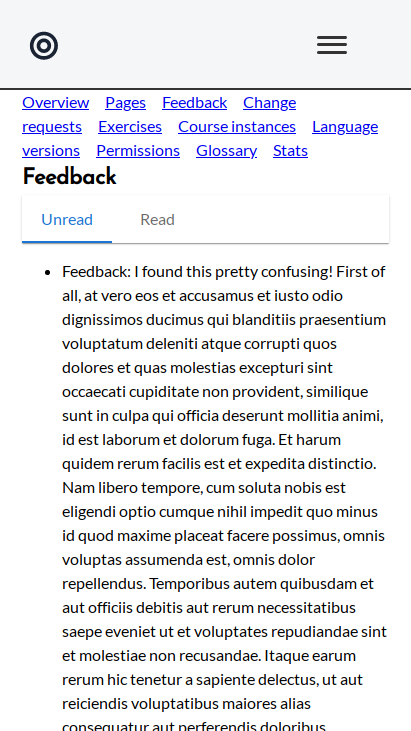 Overview Pages Feedback Change
requests Exercises Course instances Language
versions Permissions Glossary Stats
Feedback
Unread Read
Feedback: I found this pretty confusing! First of
all, at vero eos et accusamus et iusto odio
dignissimos ducimus qui blanditiis praesentium
voluptatum deleniti atque corrupti quos
dolores et quas molestias excepturi sint
occaecati cupiditate non provident, similique
sunt in culpa qui officia deserunt mollitia animi,
id est laborum et dolorum fuga. Et harum
quidem rerum facilis est et expedita distinctio.
Nam libero tempore, cum soluta nobis est
eligendi optio cumque nihil impedit quo minus
id quod maxime placeat facere possimus, omnis
voluptas assumenda est, omnis dolor
repellendus. Temporibus autem quibusdam et
aut officiis debitis aut rerum necessitatibus
saepe eveniet ut et voluptates repudiandae sint
et molestiae non recusandae. Itaque earum
rerum hic tenetur a sapiente delectus, ut aut
reiciendis voluptatibus maiores alias
consequatur aut perferendis doloribus